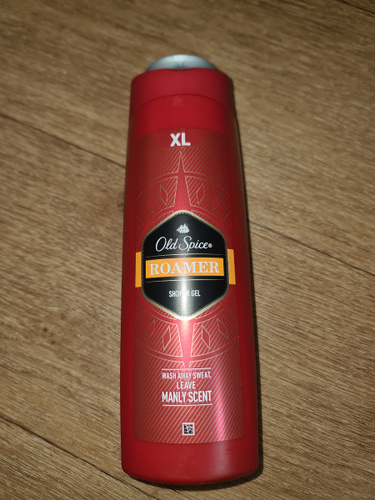 XL
Old Spice®
ROAMER
SHOWER GEL
WASH AWAY SWEAT,
LEAVE
MANLY SCENT